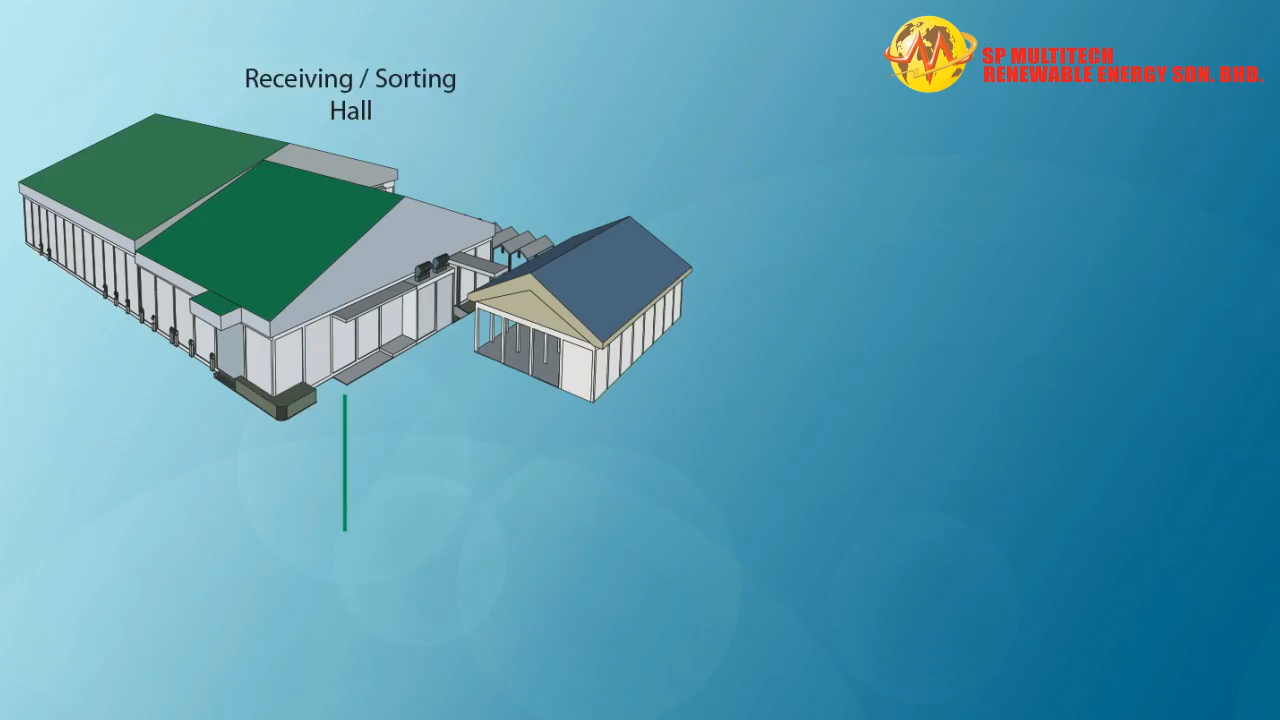 Receiving / Sorting
Hall
SP MULTITECH
RENEWABLE ENERGY SDN. BHD.